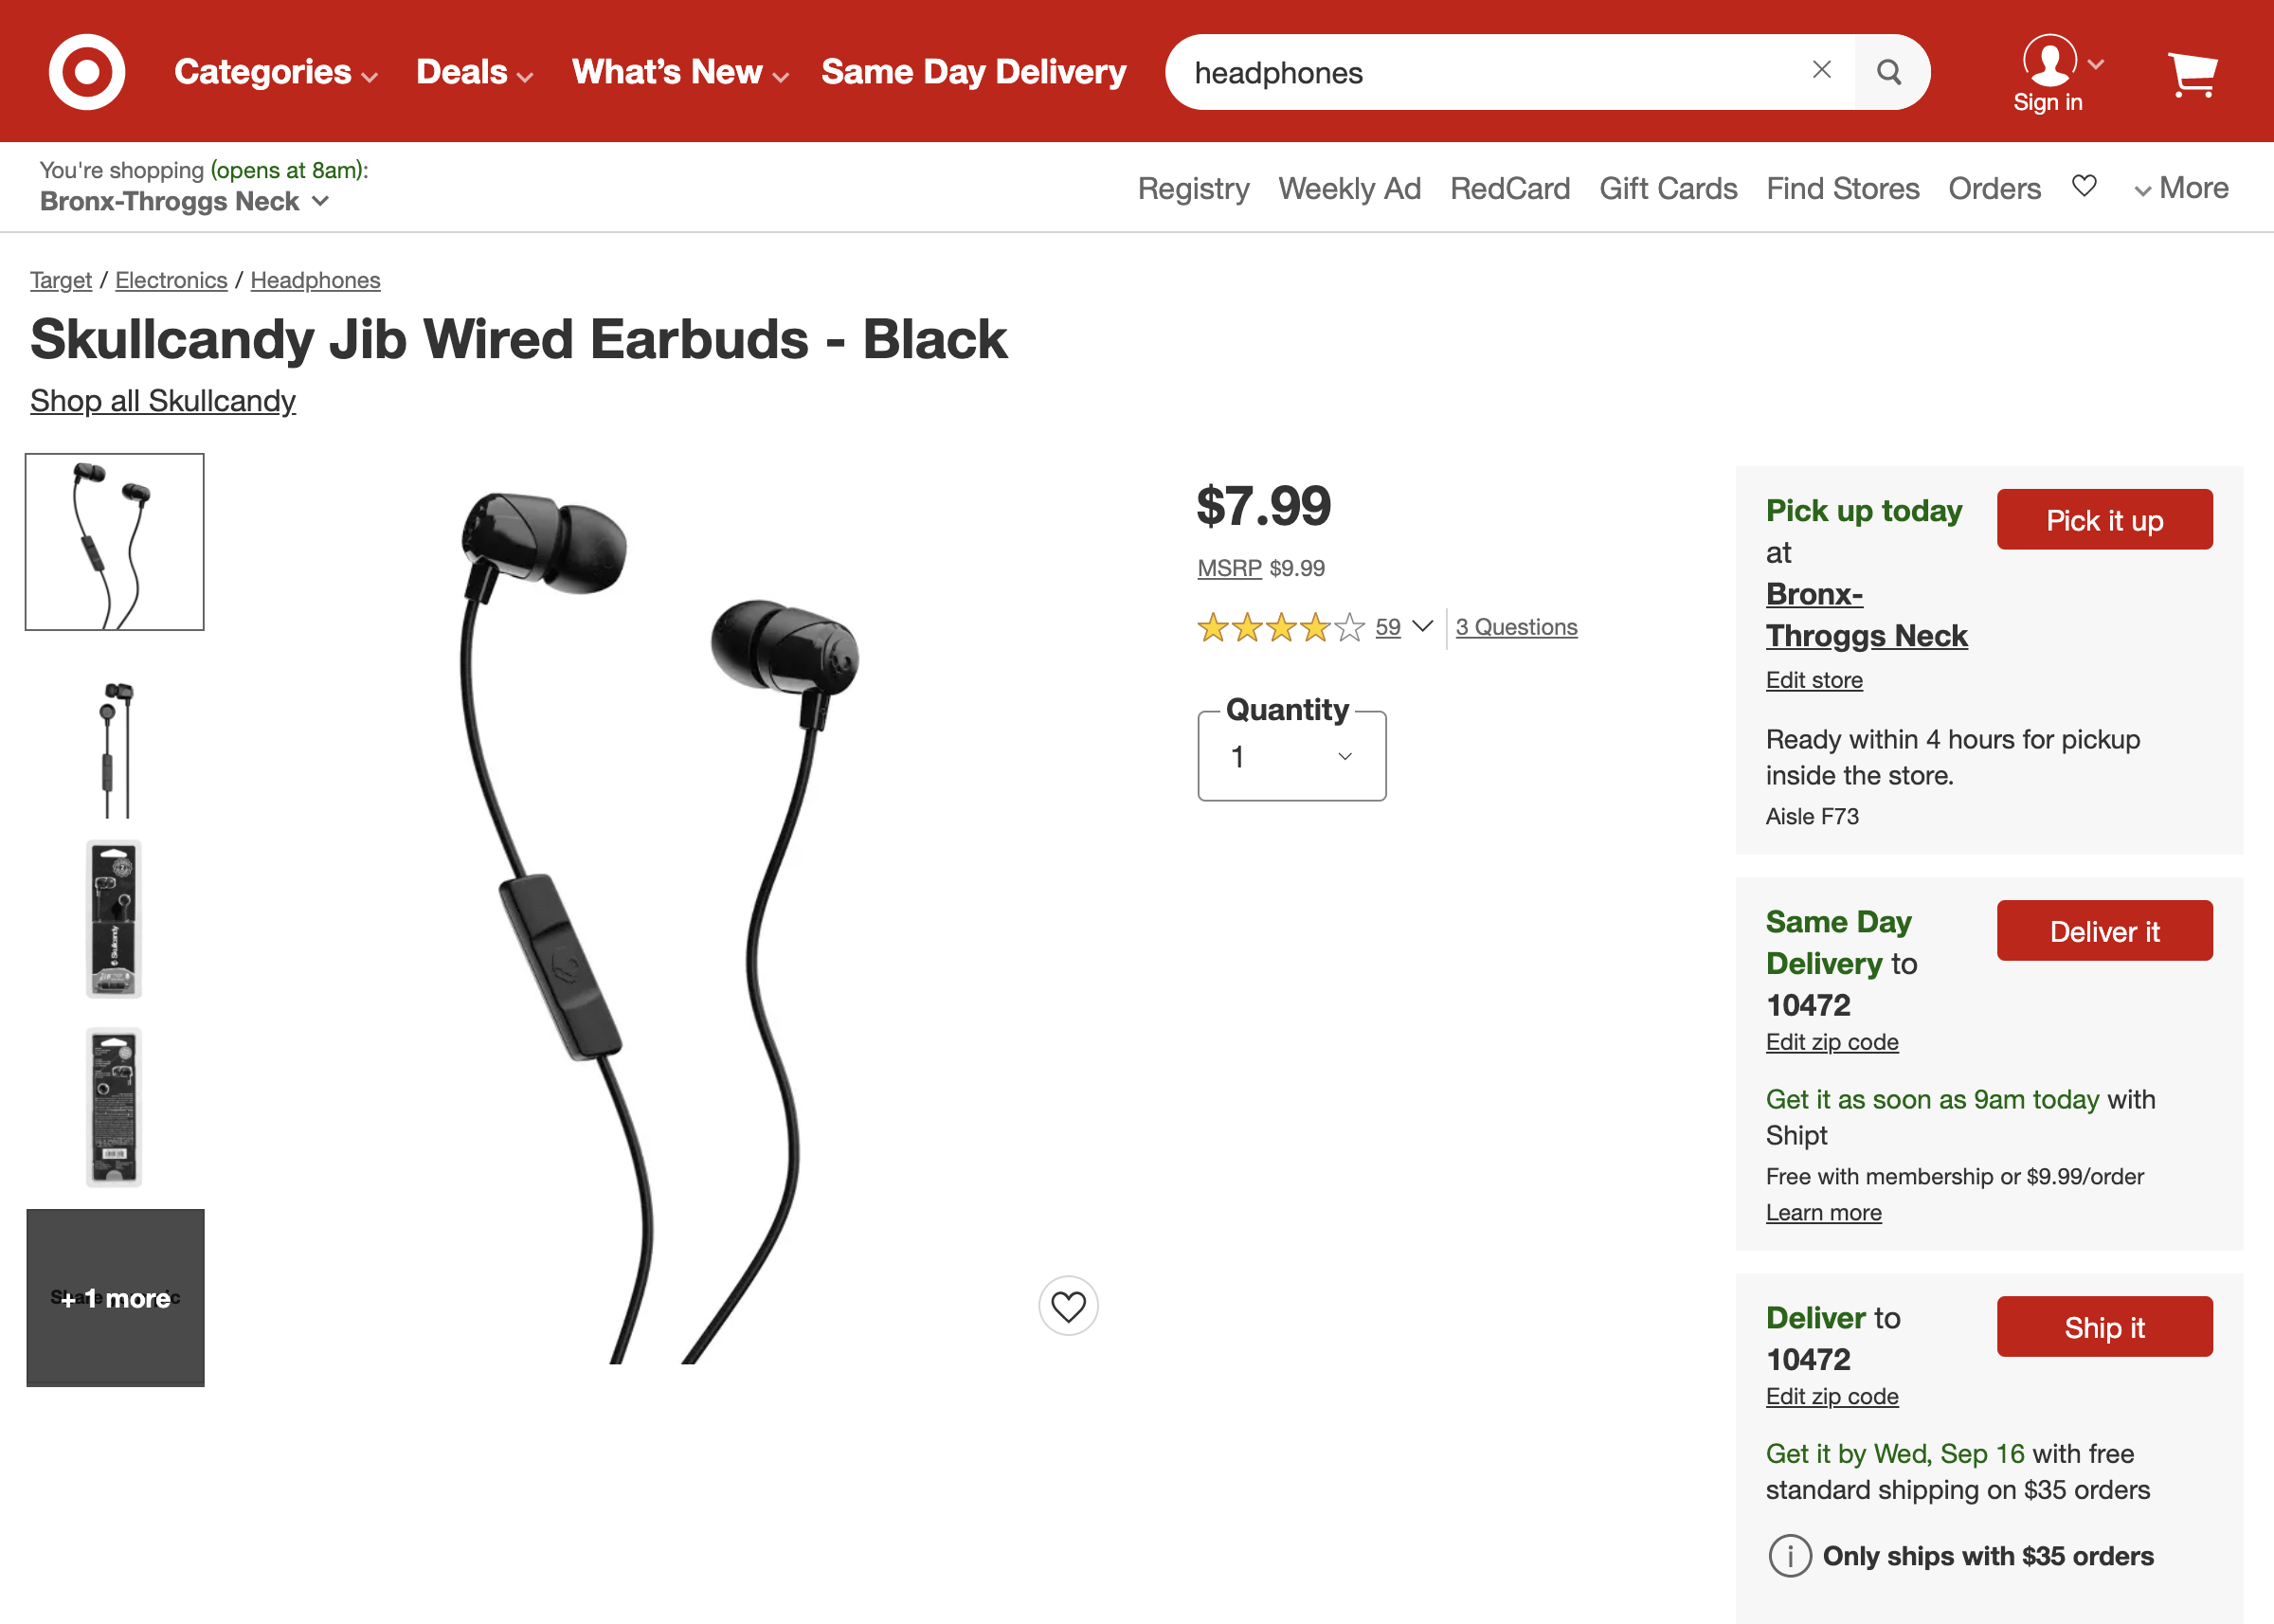 Categories
Deals
What's New
Same Day Delivery
headphones
Sign in
You're shopping (opens at 8am):
Bronx-Throggs Neck
Registry
Weekly Ad
RedCard
Gift Cards
Find Stores
Orders
More
Target / Electronics / Headphones
Skullcandy Jib Wired Earbuds - Black
Shop all Skullcandy
Skullcandy
+ 1 more
$7.99
MSRP $9.99
59
3 Questions
Quantity
1
Pick up today
at
Bronx-
Throggs Neck
Edit store
Pick it up
Ready within 4 hours for pickup
inside the store.
Aisle F73
Same Day
Delivery to
10472
Edit zip code
Deliver it
Get it as soon as 9am today with
Shipt
Free with membership or $9.99/order
Learn more
Deliver to
10472
Edit zip code
Ship it
Get it by Wed, Sep 16 with free
standard shipping on $35 orders
Only ships with $35 orders